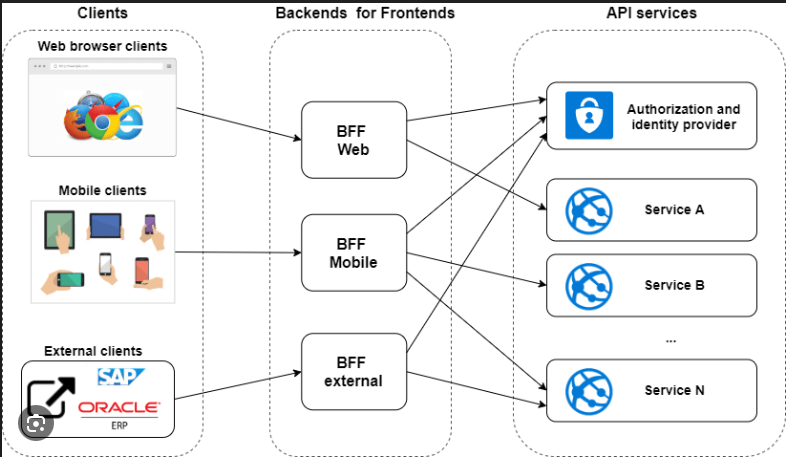 Clients
Backends for Frontends
API services
Web browser clients
BFF
Web
Authorization and
identity provider
Mobile clients
Service A
BFF
Mobile
Service B
...
External clients
SAP
ORACLE
ERP
BFF
external
Service N